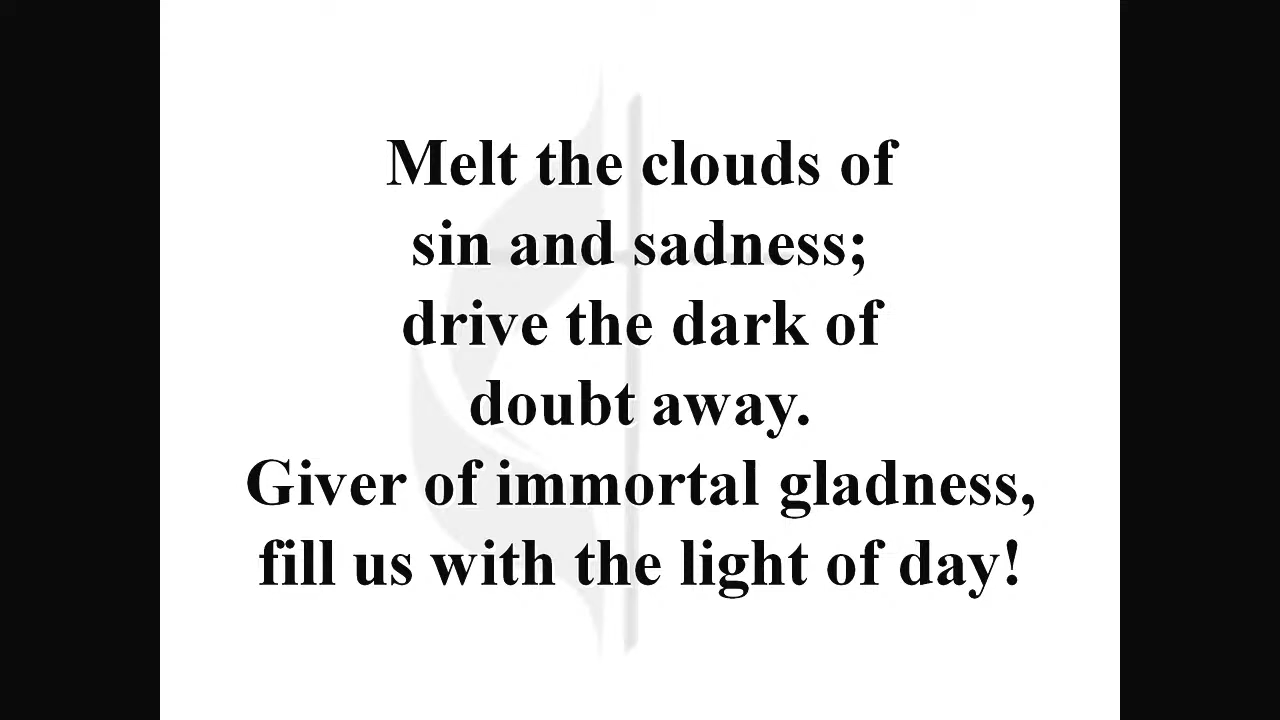 Melt the clouds of
sin and sadness;
drive the dark of
doubt away.
Giver of immortal gladness,
fill us with the light of day!